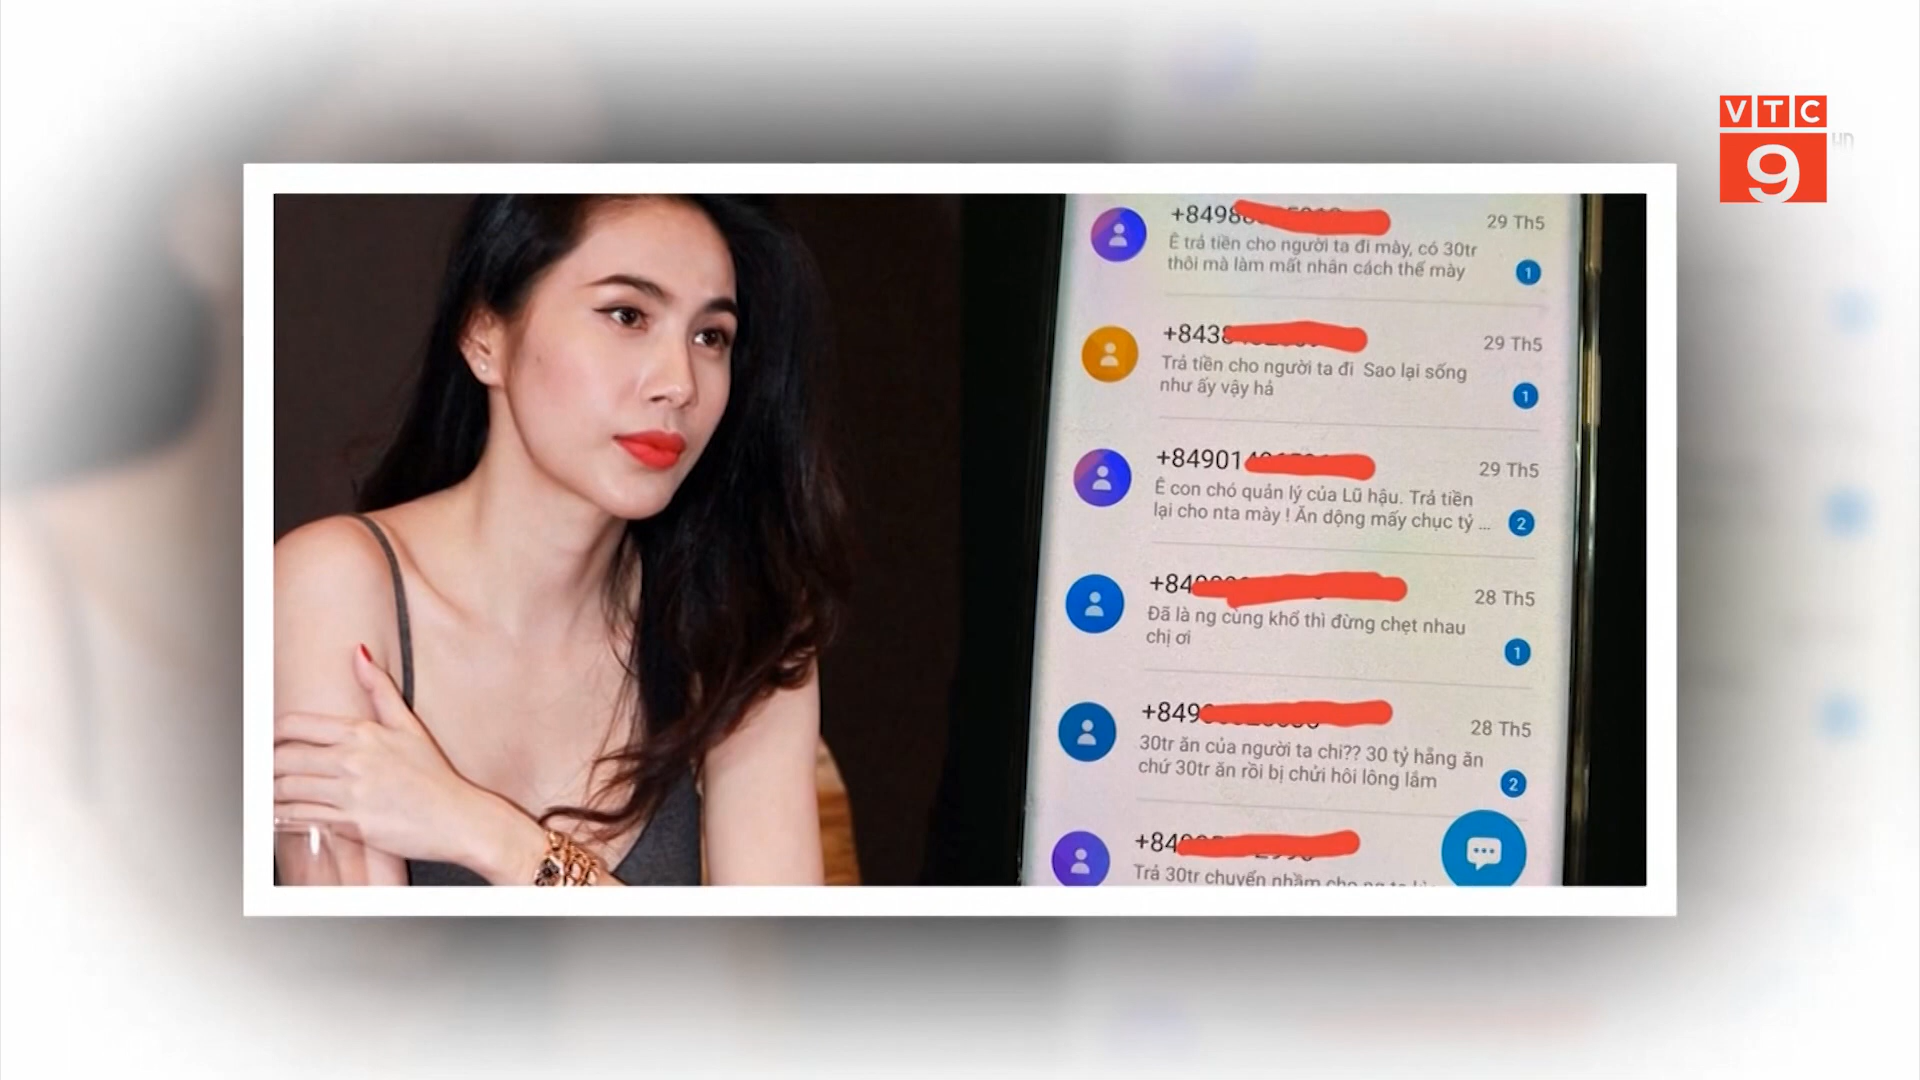 VTC
9
+8498
29 Th5
Ê trả tiền cho người ta đi mày, có 30tr
thôi mà làm mất nhân cách thế mày
1
+8438
29 Th5
Trả tiền cho người ta đi Sao lại sống
như ấy vậy hả
1
+84901
29 Th5
Ê con chó quản lý của Lũ hậu. Trả tiền
lại cho nta mày ! Ăn dộng mấy chục tỷ ...
2
+84
28 Th5
Đã là ng cùng khổ thì đừng chẹt nhau
chị ơi
1
+849
28 Th5
30tr ăn của người ta chi?? 30 tỷ hẵng ăn
chứ 30tr ăn rồi bị chửi hôi lông lắm
2
+84
Trả 30tr chuyển nhầm cho